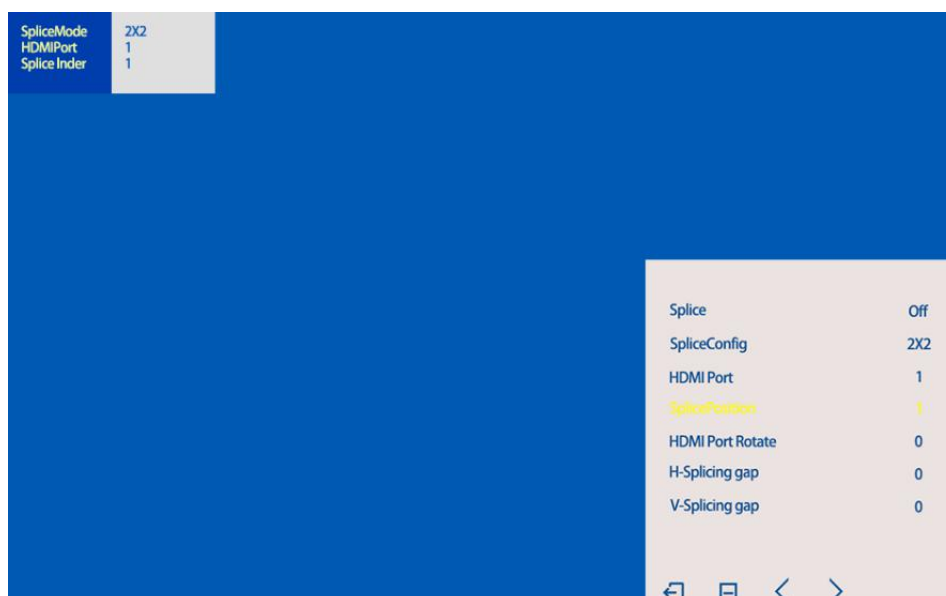 SpliceMode 2X2
HDMIPort 1
Splice Inder 1
Splice Off
SpliceConfig 2X2
HDMI Port 1
SplicePosition 1
HDMI Port Rotate 0
H-Splicing gap 0
V-Splicing gap 0